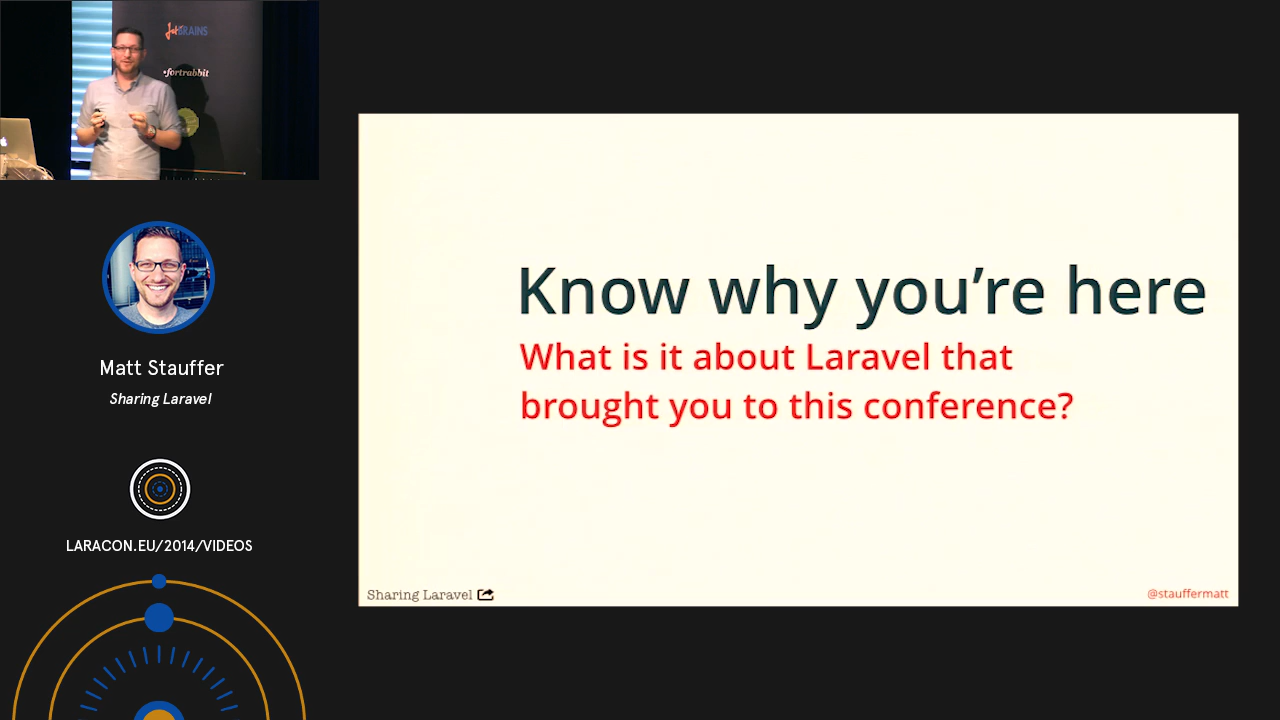 JetBRAINS
fortrabbit
Matt Stauffer
Sharing Laravel
LARACON.EU/2014/VIDEOS
Know why you're here
What is it about Laravel that
brought you to this conference?
Sharing Laravel
@stauffermatt